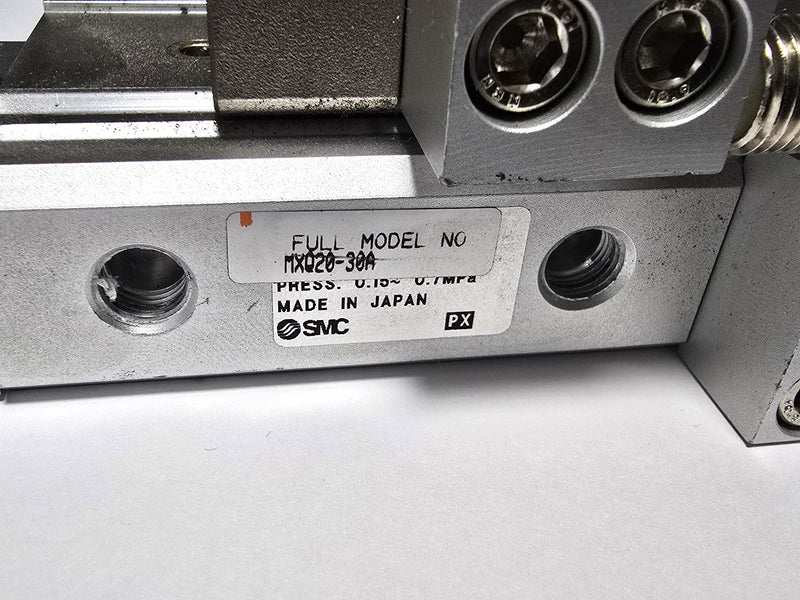 FULL MODEL NO
MXQ20-30A
PRESS. 0.15~ 0.7MPa
MADE IN JAPAN
SMC
PX